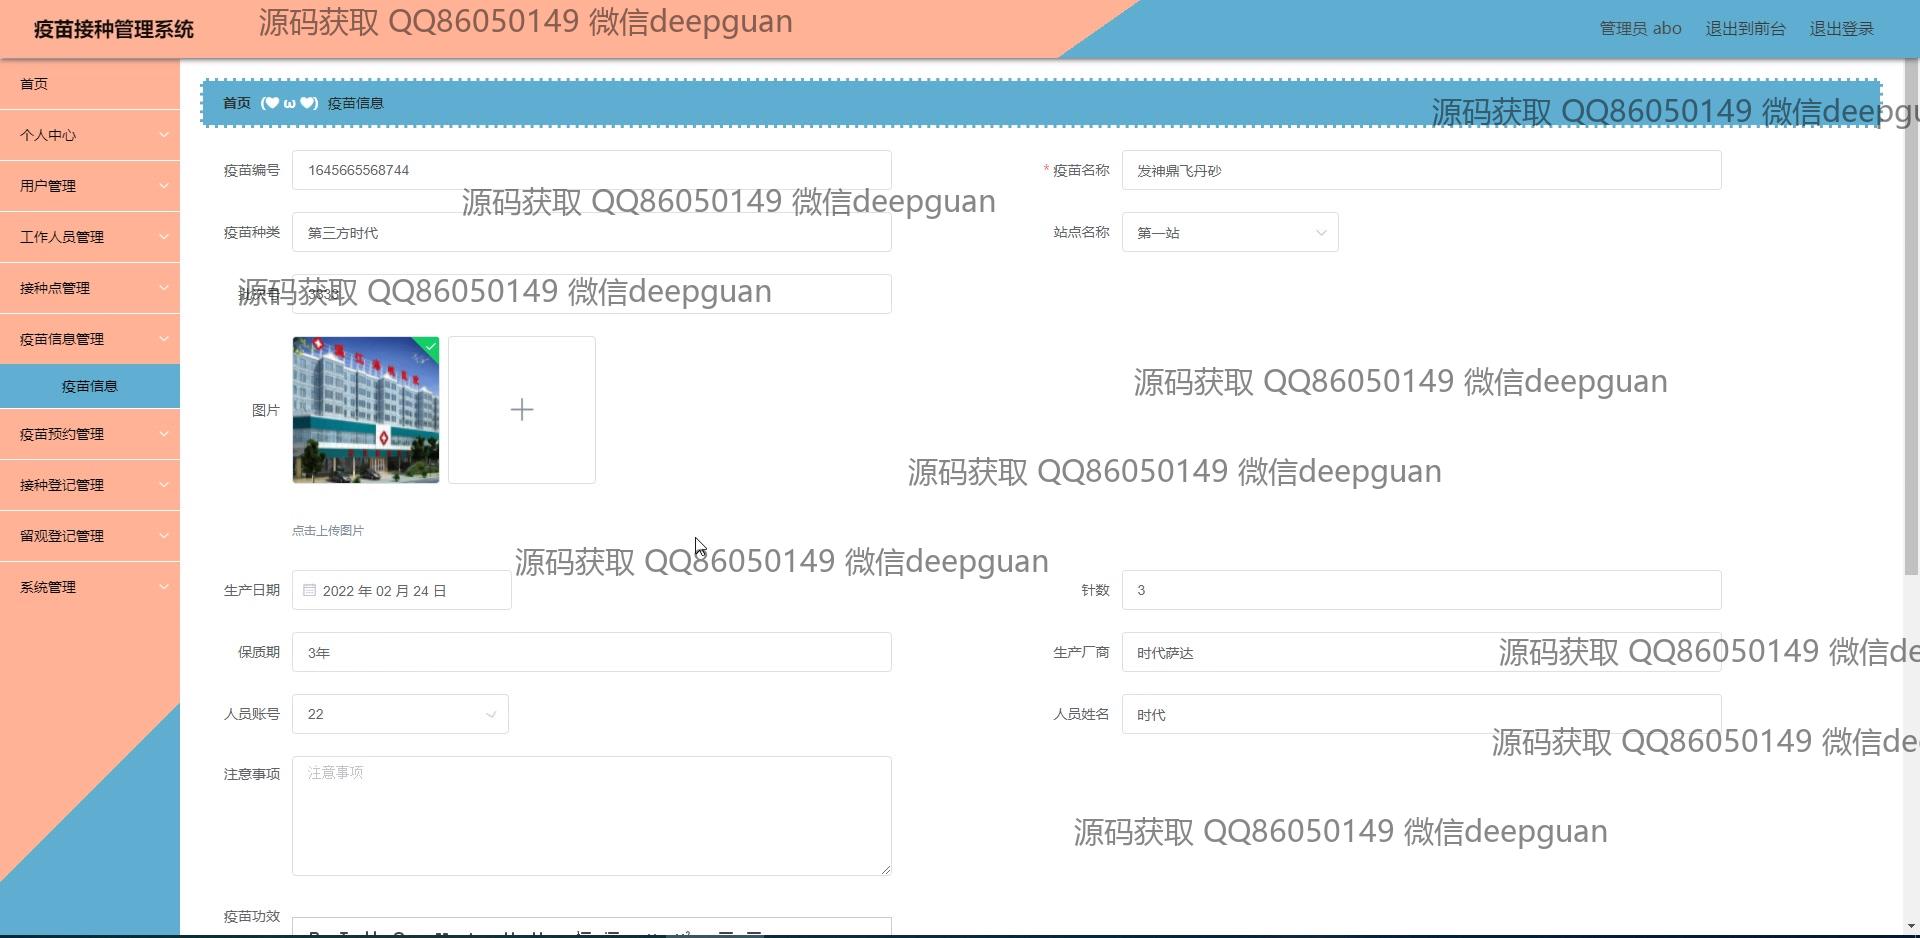 疫苗接种管理系统
源码获取 QQ86050149 微信deepguan
管理员 abo 退出到前台 退出登录
首页
个人中心
用户管理
工作人员管理
接种点管理
疫苗信息管理
疫苗信息
疫苗预约管理
接种登记管理
留观登记管理
系统管理
首页 (♥ ω ♥) 疫苗信息
源码获取 QQ86050149 微信deepgu
疫苗编号 1645665568744
* 疫苗名称 发神鼎飞丹砂
源码获取 QQ86050149 微信deepguan
疫苗种类 第三方时代
站点名称 第一站
源码获取 QQ86050149 微信deepguan
图片
源码获取 QQ86050149 微信deepguan
源码获取 QQ86050149 微信deepguan
点击上传图片
源码获取 QQ86050149 微信deepguan
生产日期 2022 年 02 月 24 日
针数 3
保质期 3年
生产厂商 时代萨达
源码获取 QQ86050149 微信de
人员账号 22
人员姓名 时代
源码获取 QQ86050149 微信de
注意事项 注意事项
源码获取 QQ86050149 微信deepguan
疫苗功效